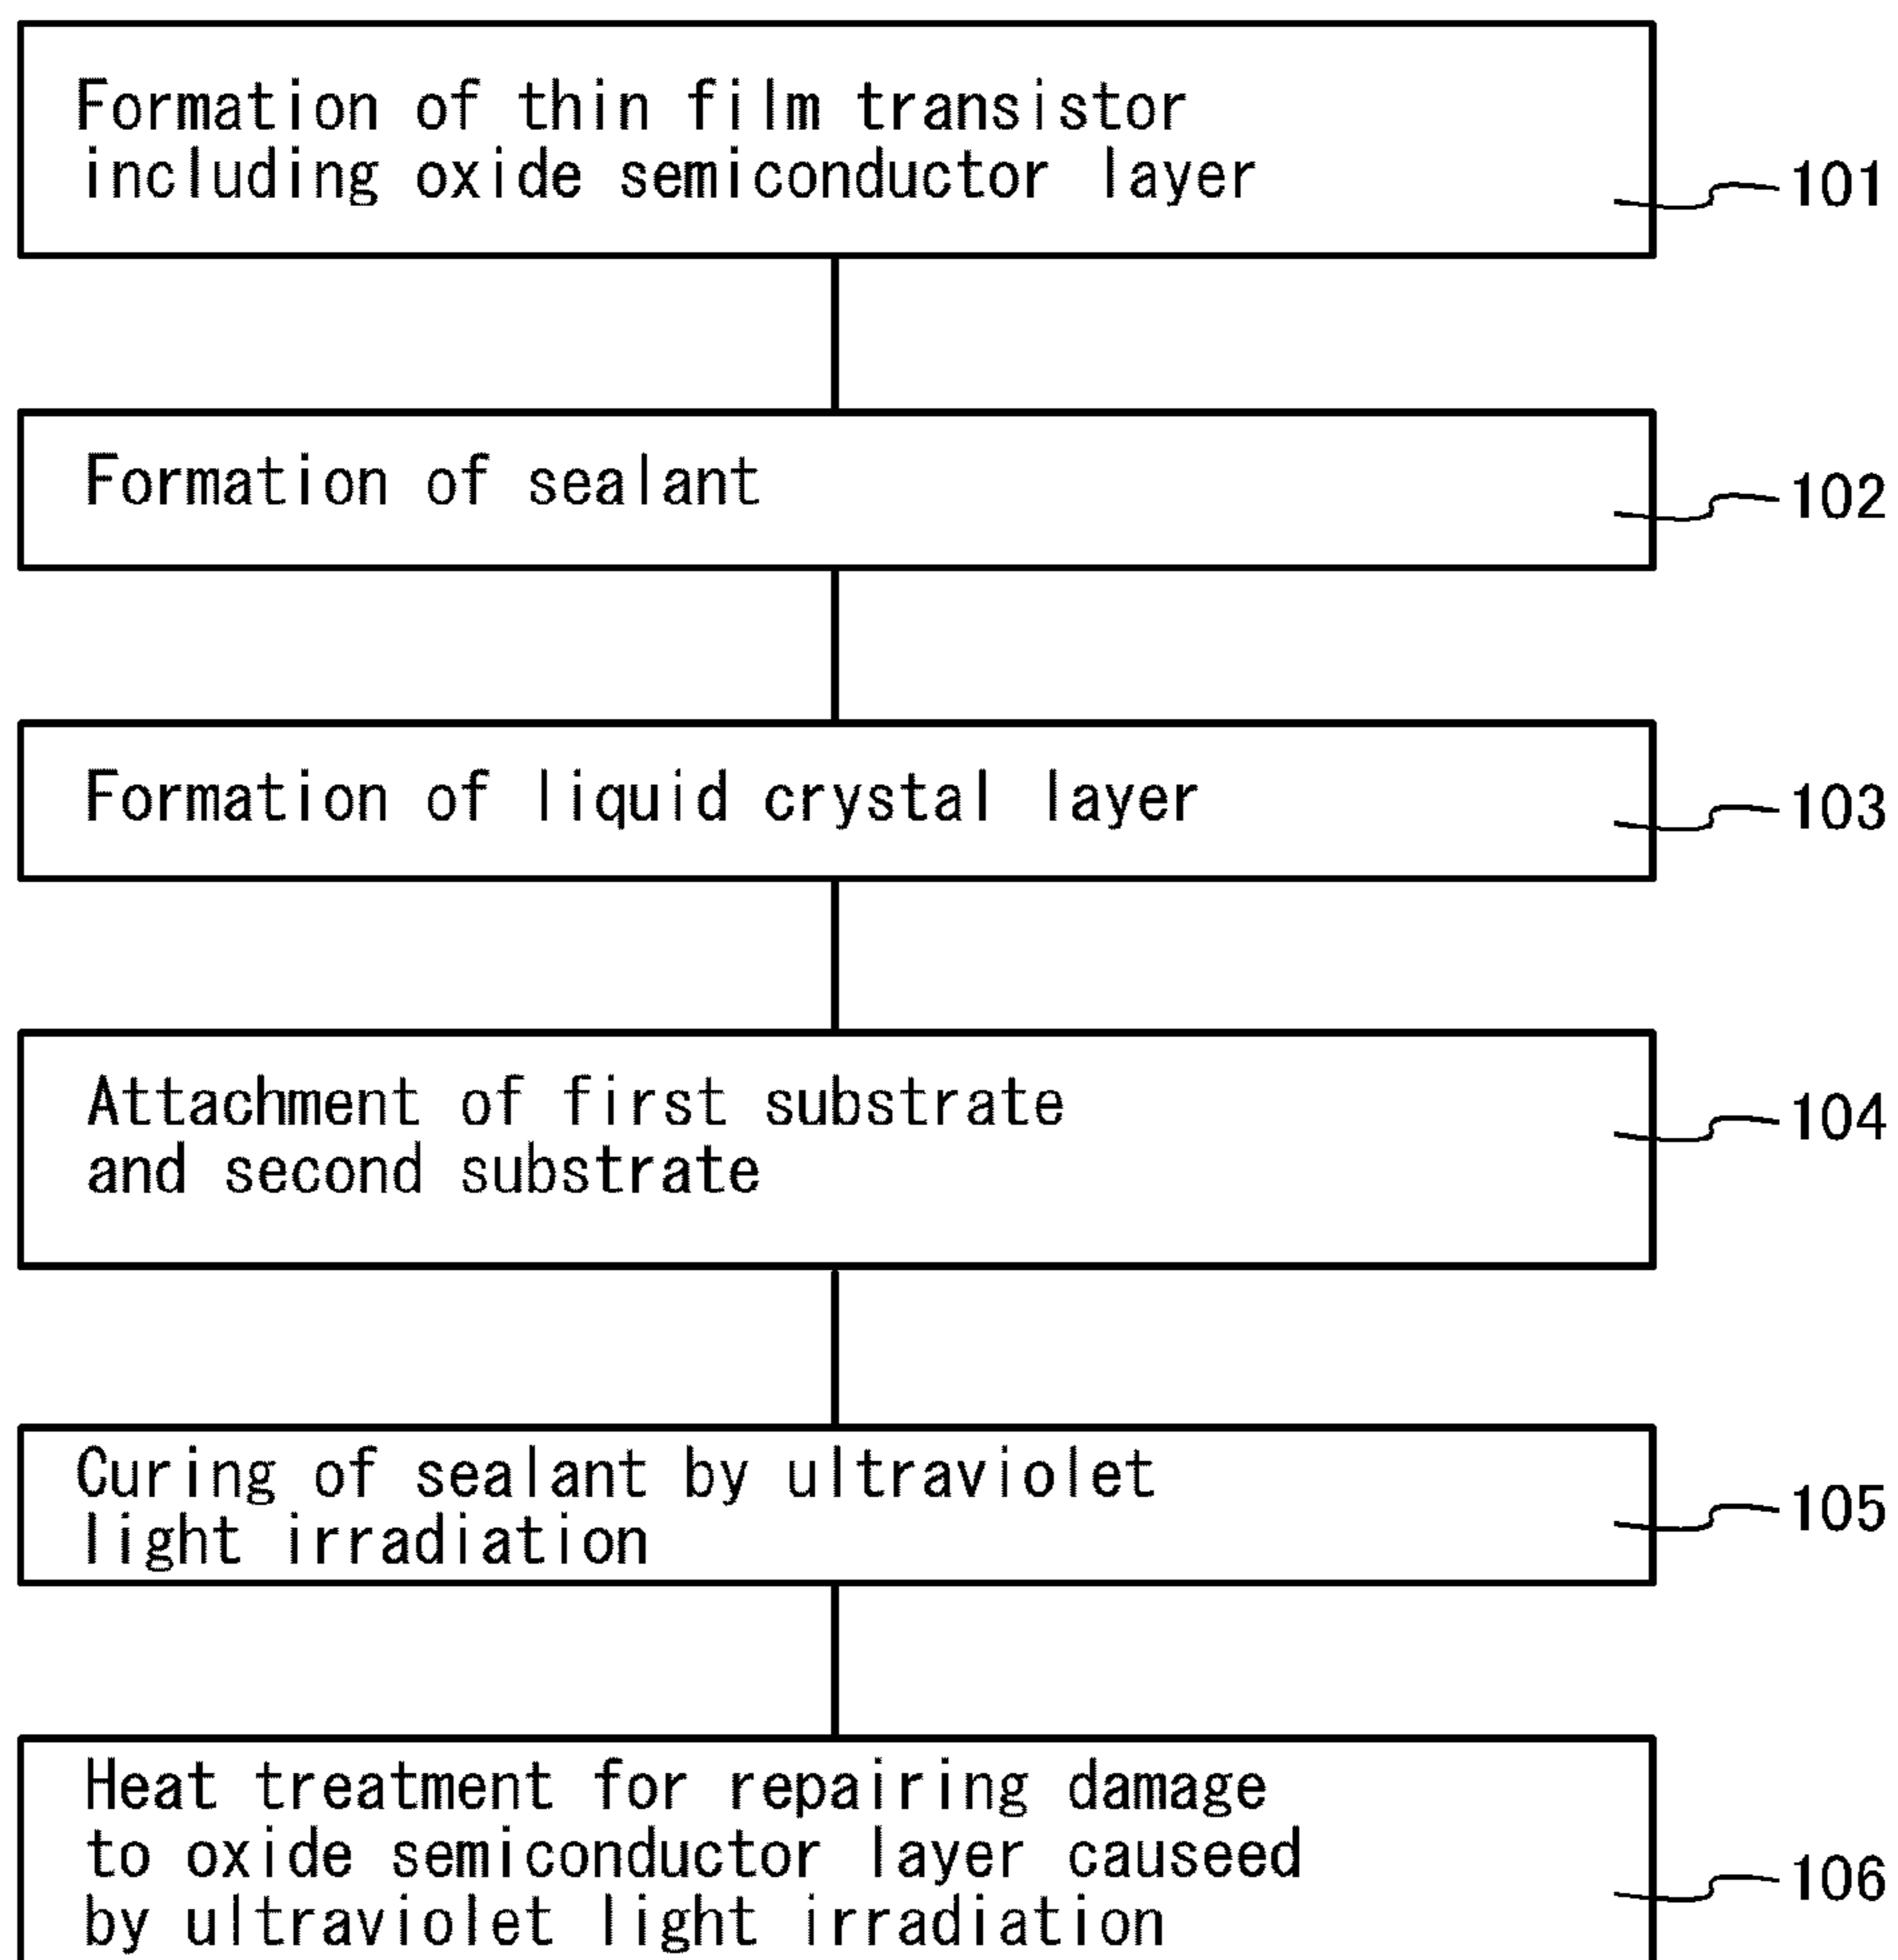 Formation of thin film transistor
including oxide semiconductor layer
101
Formation of sealant
102
Formation of liquid crystal layer
103
Attachment of first substrate
and second substrate
104
Curing of sealant by ultraviolet
light irradiation
105
Heat treatment for repairing damage
to oxide semiconductor layer causeed
by ultraviolet light irradiation
106